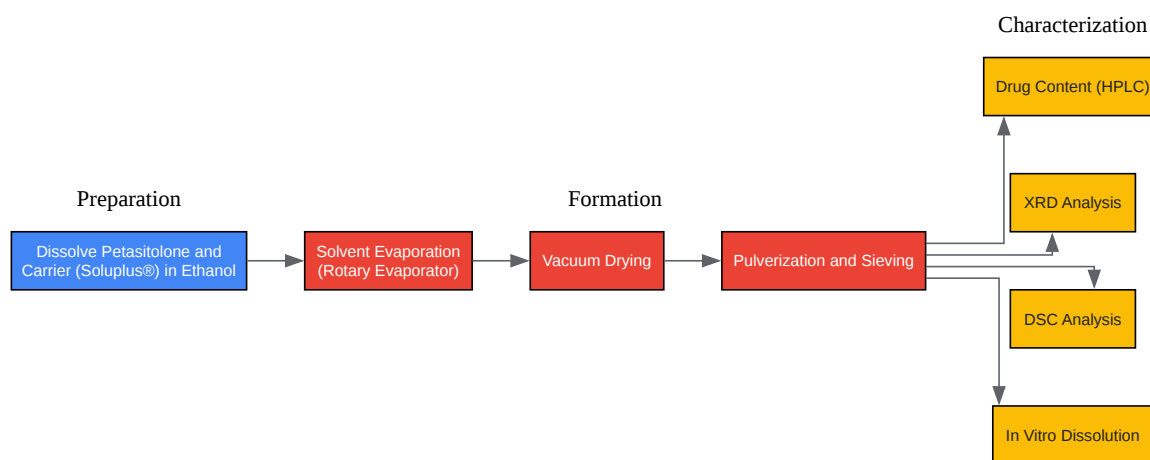 Preparation
Dissolve Petasitolone and
Carrier (Soluplus®) in Ethanol
Solvent Evaporation
(Rotary Evaporator)
Formation
Vacuum Drying
Pulverization and Sieving
Characterization
Drug Content (HPLC)
XRD Analysis
DSC Analysis
In Vitro Dissolution